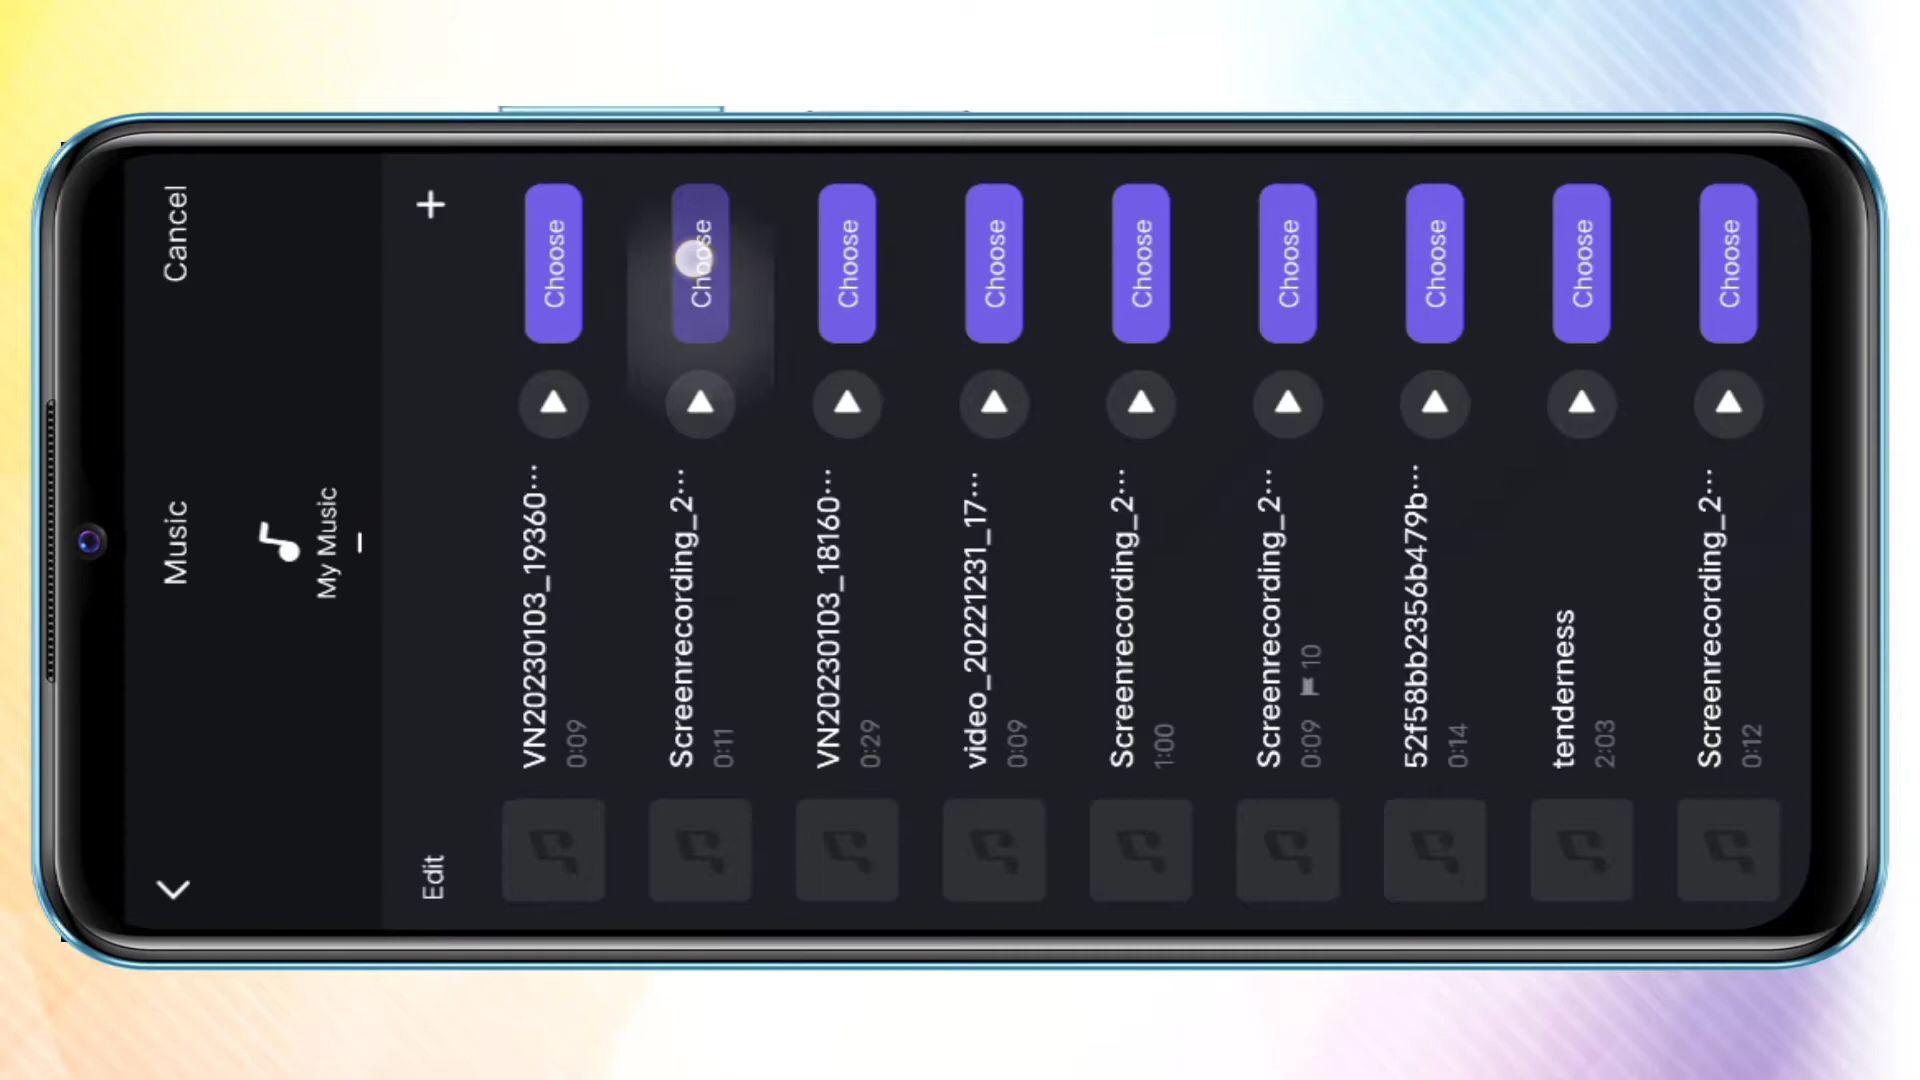 Music
Cancel
My Music
Edit
+
VN20230103_19360···
0:09
Choose
Screenrecording_2···
0:11
Choose
VN20230103_18160···
0:29
Choose
video_20221231_17···
0:09
Choose
Screenrecording_2···
1:00
Choose
Screenrecording_2···
0:09 10
Choose
52f58bb2356b479b···
0:14
Choose
tenderness
2:03
Choose
Screenrecording_2···
0:12
Choose